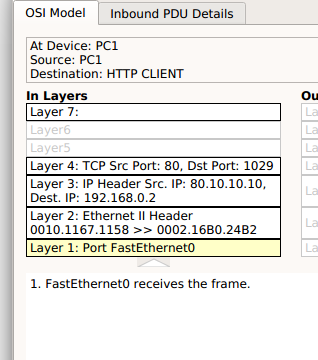 OSI Model
Inbound PDU Details
At Device: PC1
Source: PC1
Destination: HTTP CLIENT
In Layers
Ou
Layer 7:
La
Layer6
La
Layer5
La
Layer 4: TCP Src Port: 80, Dst Port: 1029
La
Layer 3: IP Header Src. IP: 80.10.10.10,
Dest. IP: 192.168.0.2
La
Layer 2: Ethernet II Header
0010.1167.1158 >> 0002.16B0.24B2
La
Layer 1: Port FastEthernet0
La
1. FastEthernet0 receives the frame.